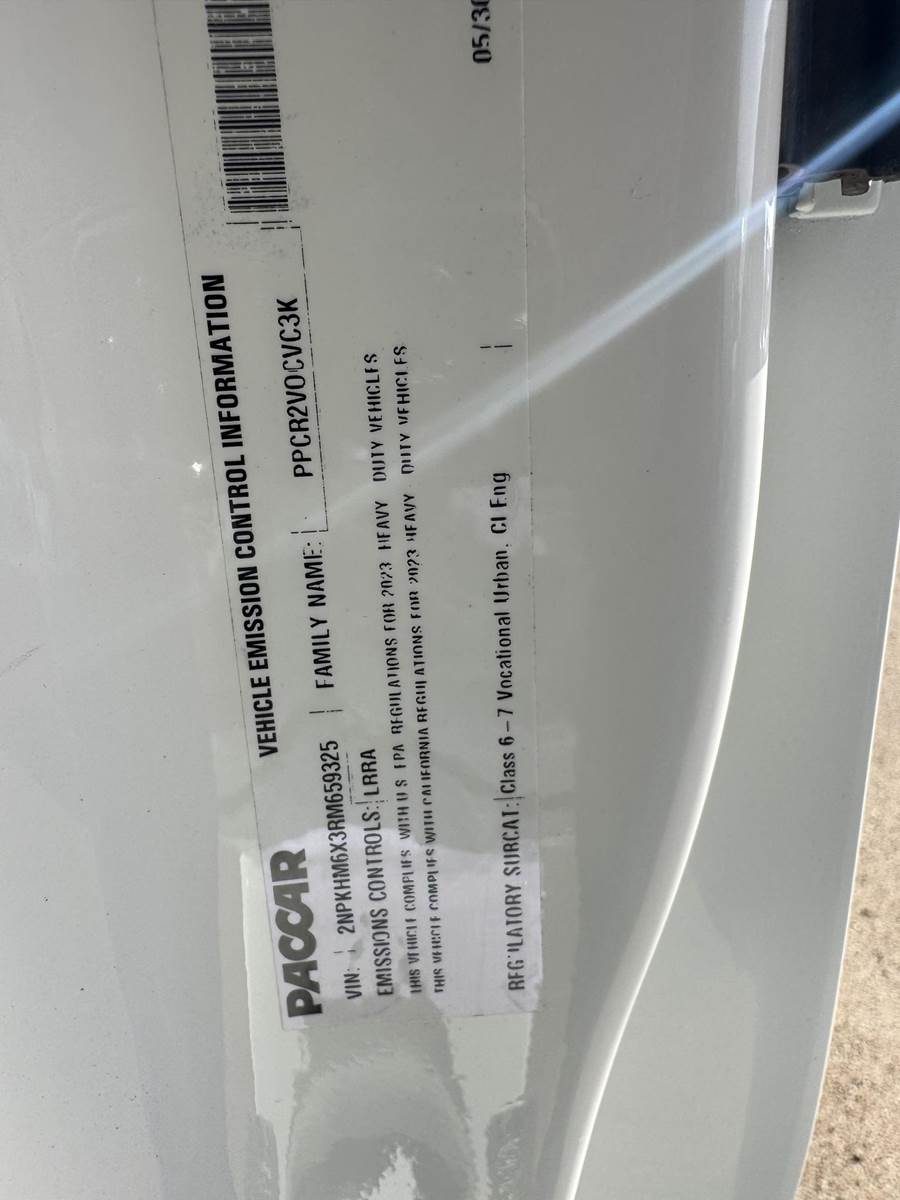 VEHICLE EMISSION CONTROL INFORMATION
PACCAR
VIN: 2NPKHM6X3RM659325 FAMILY NAME: PPCR2VOCVC3K
EMISSIONS CONTROLS: LRRA
THIS VEHICLE COMPLIES WITH U S EPA REGULATIONS FOR 2023 HEAVY DUTY VEHICLES
THIS VEHICLE COMPLIES WITH CALIFORNIA REGULATIONS FOR 2023 HEAVY DUTY VEHICLES
REGULATORY SUBCAT: Class 6 – 7 Vocational Urban, CI Eng
05/30